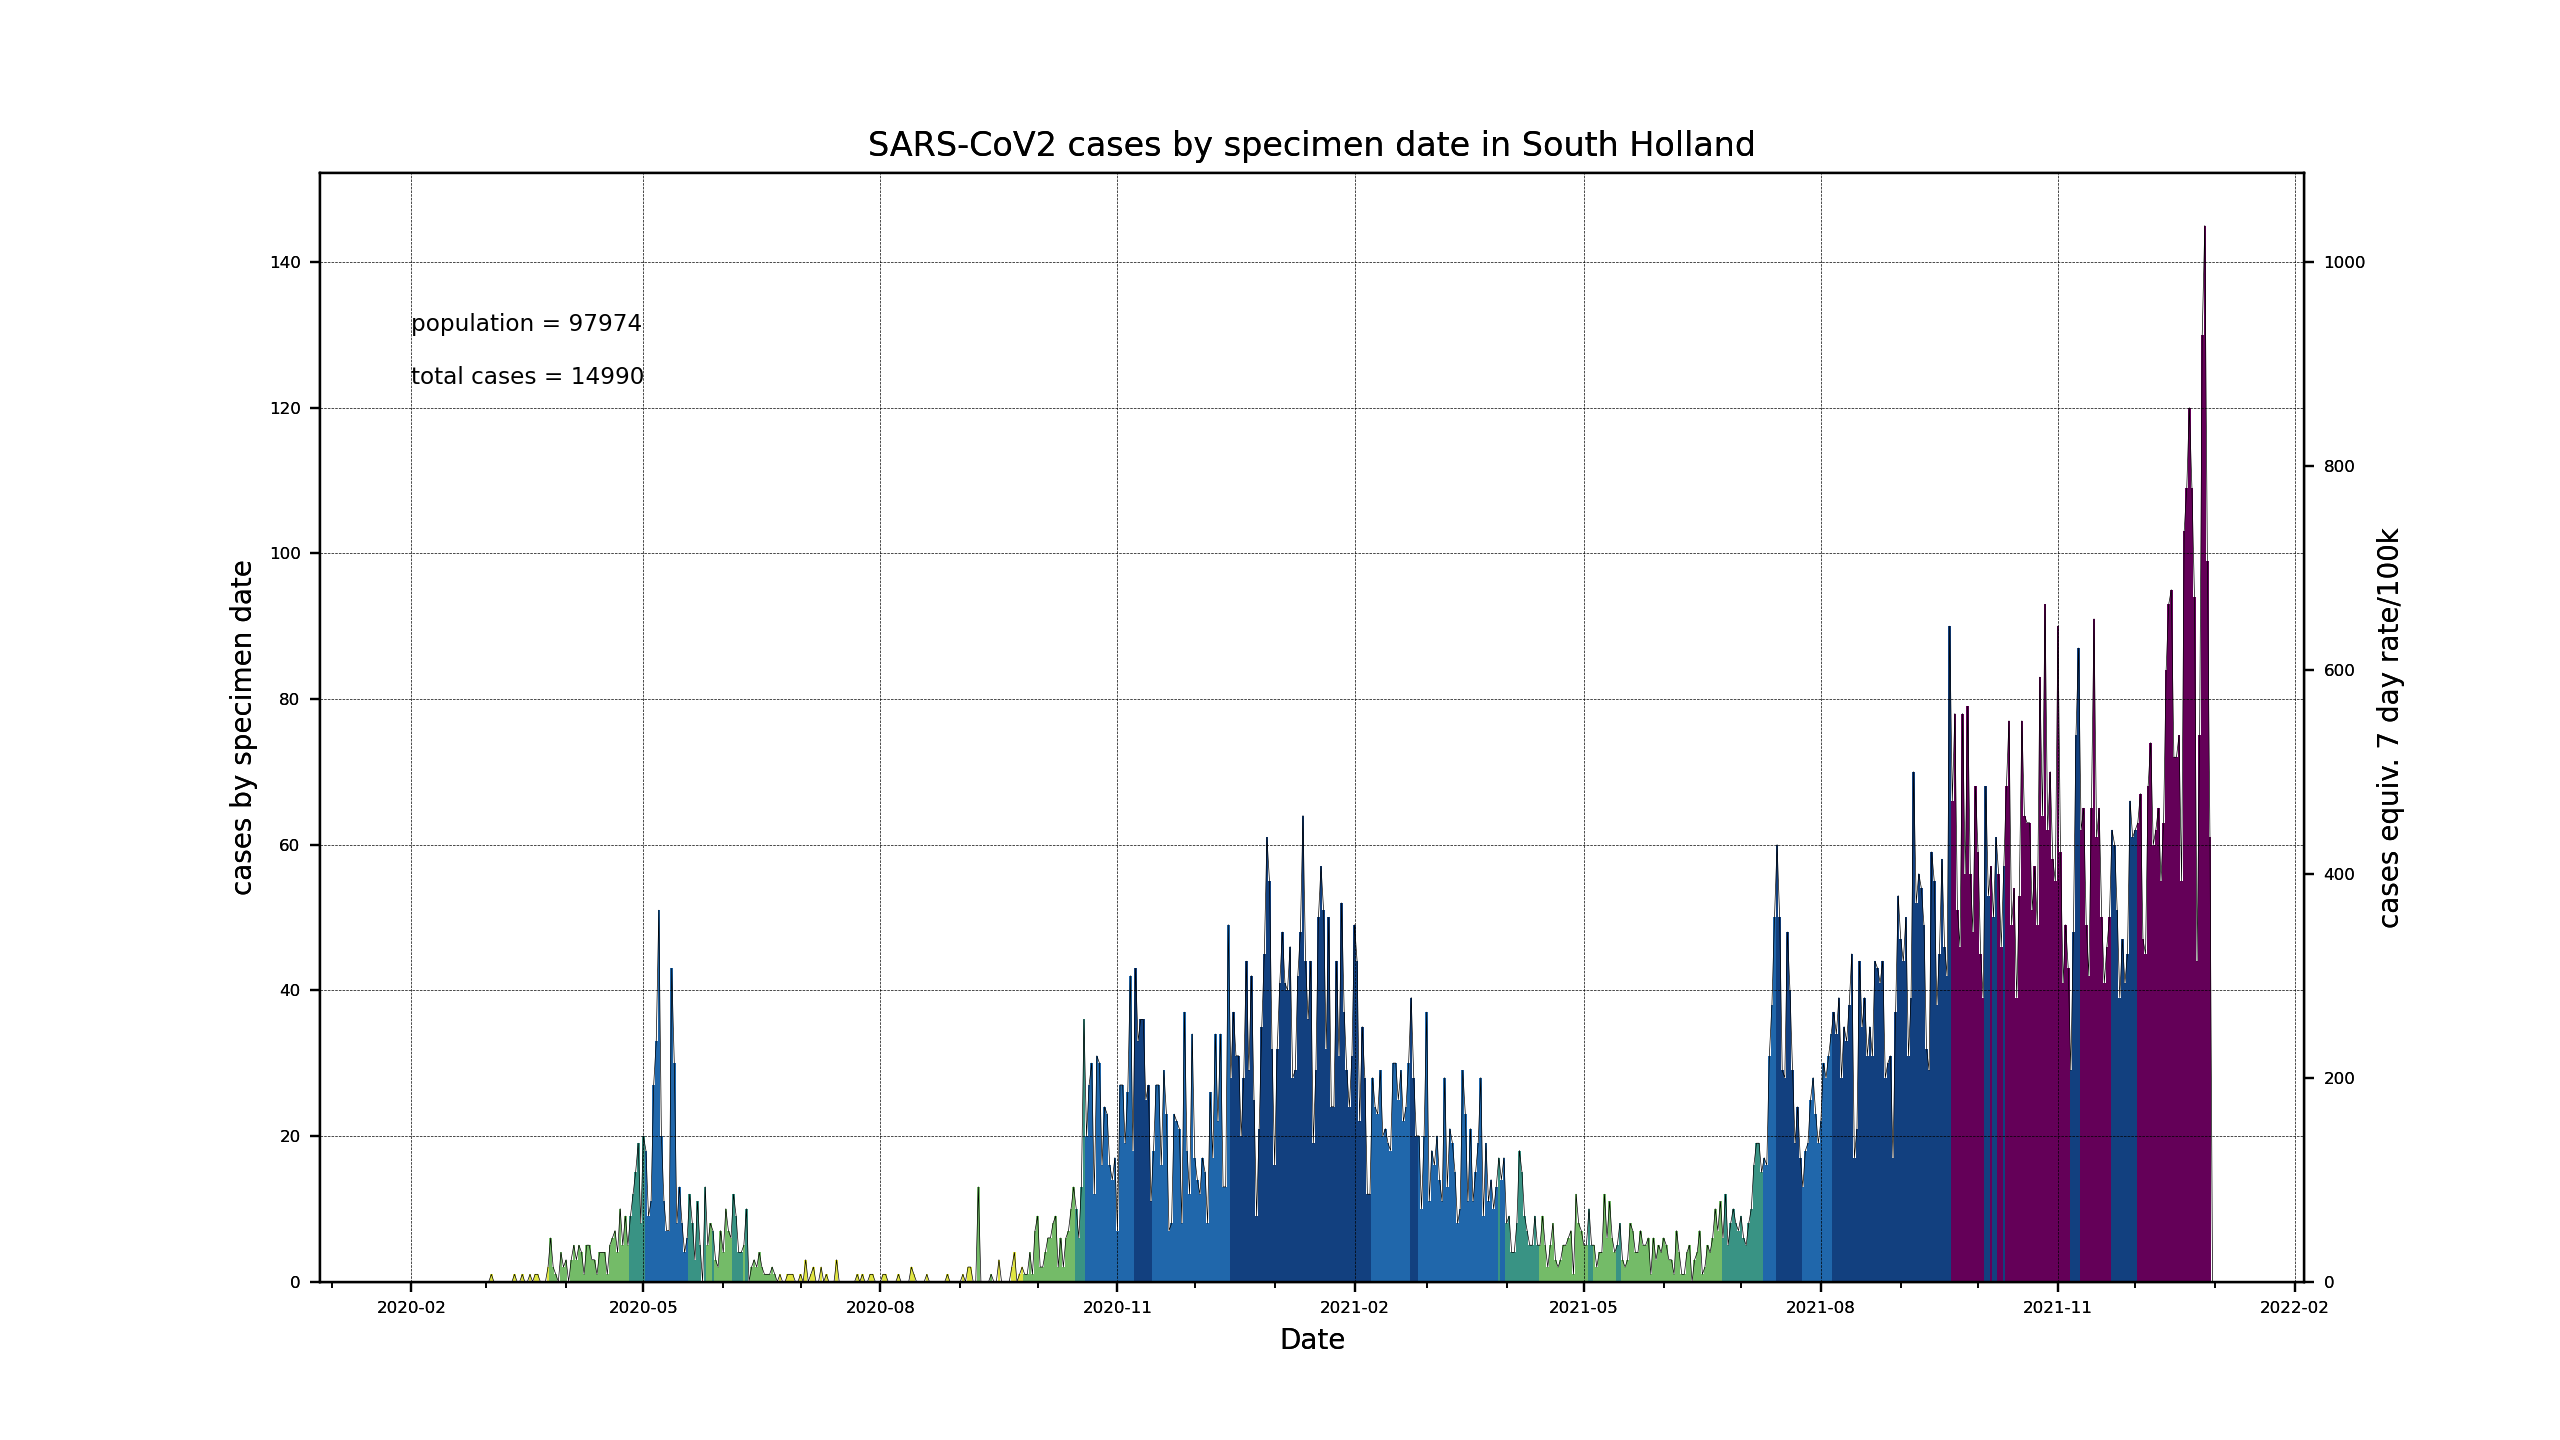 SARS-CoV2 cases by specimen date in South Holland
population = 97974
total cases = 14990
cases by specimen date
140
120
100
80
60
40
20
0
1000
800
600
400
200
0
cases equiv. 7 day rate/100k
2020-02 2020-05 2020-08 2020-11 2021-02 2021-05 2021-08 2021-11 2022-02
Date